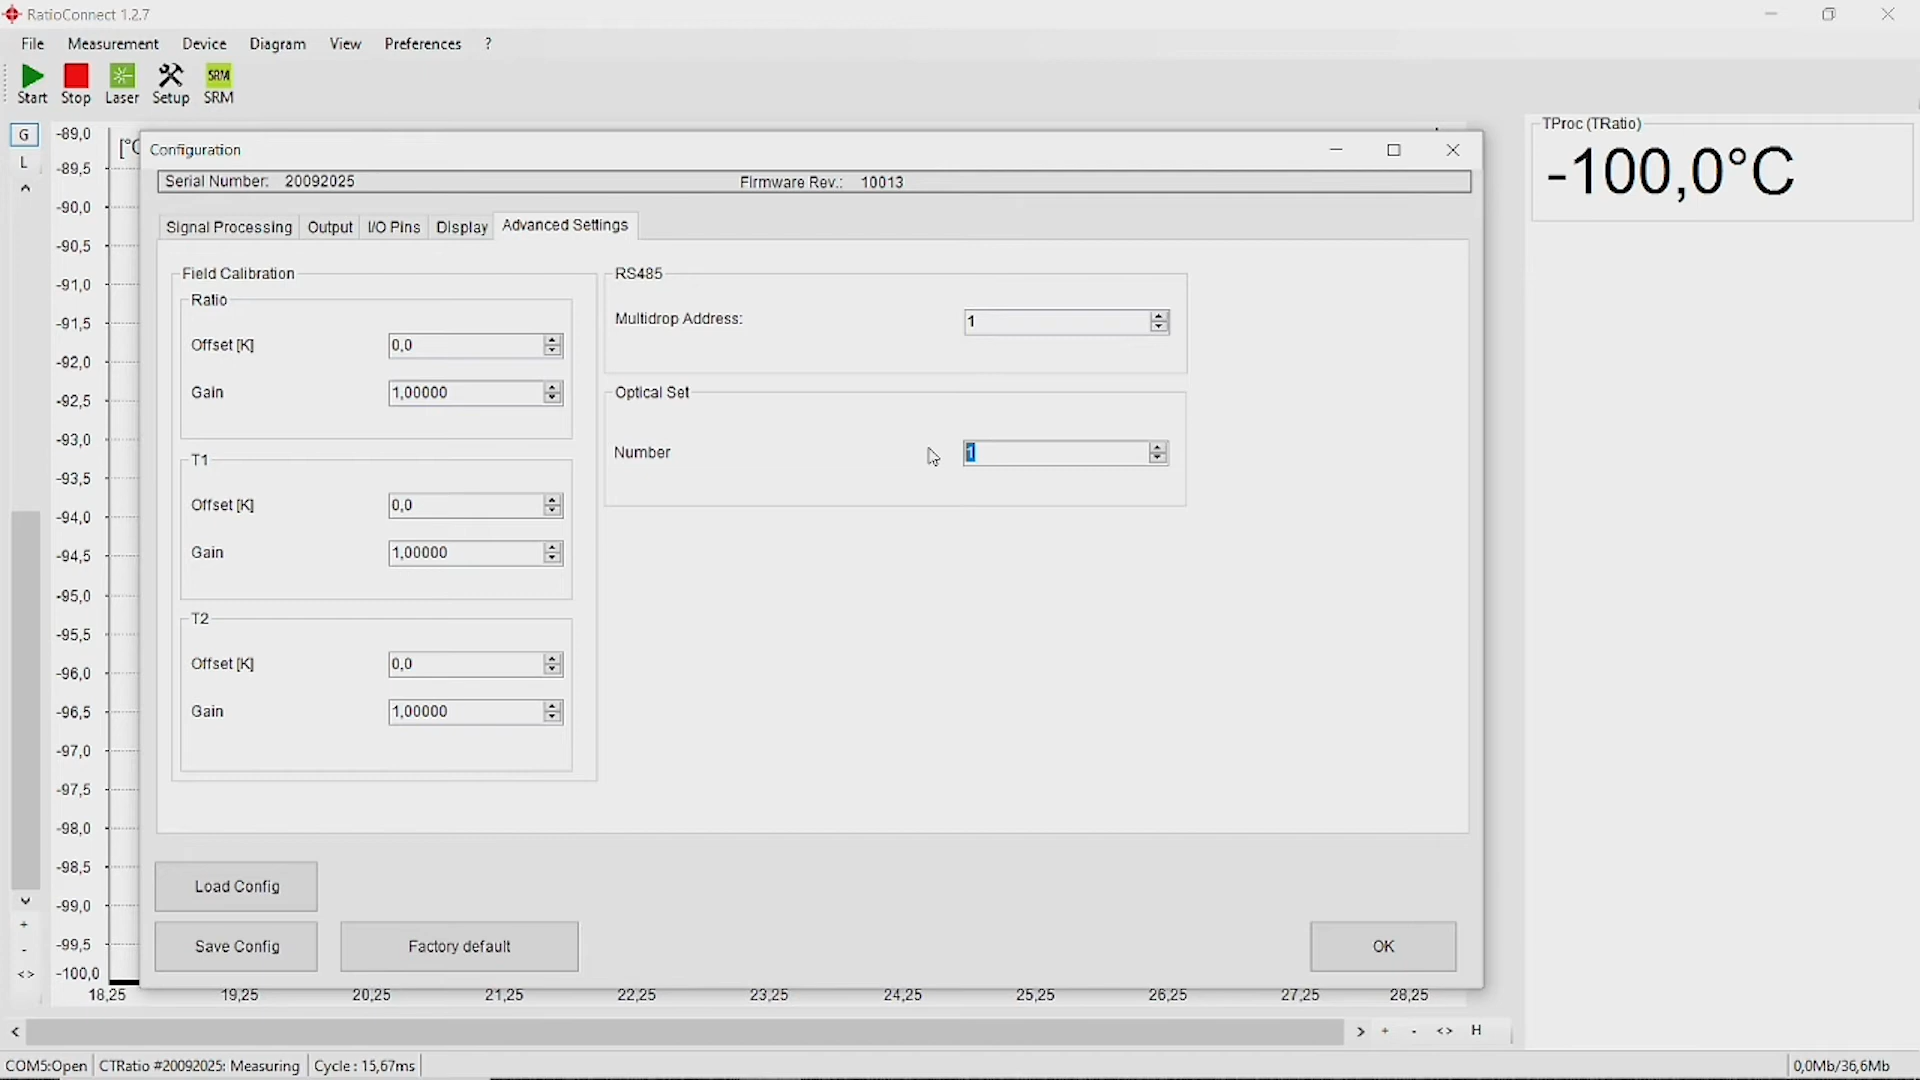 RatioConnect 1.2.7
File Measurement Device Diagram View Preferences ?
Start Stop Laser Setup SRM SRM
G
L
-89,0
-89,5
-90,0
-90,5
-91,0
-91,5
-92,0
-92,5
-93,0
-93,5
-94,0
-94,5
-95,0
-95,5
-96,0
-96,5
-97,0
-97,5
-98,0
-98,5
-99,0
-99,5
-100,0
[°C
Configuration
Serial Number: 20092025 Firmware Rev.: 10013
Signal Processing Output I/O Pins Display Advanced Settings
Field Calibration
Ratio
Offset [K] 0,0
Gain 1,00000
T1
Offset [K] 0,0
Gain 1,00000
T2
Offset [K] 0,0
Gain 1,00000
RS485
Multidrop Address: 1
Optical Set
Number 1
Load Config
Save Config Factory default OK
TProc (TRatio)
-100,0°C
+
-
<>
18,25 19,25 20,25 21,25 22,25 23,25 24,25 25,25 26,25 27,25 28,25
< > + - <> H
COM5:Open CTRatio #20092025: Measuring Cycle : 15,67ms 0,0Mb/36,6Mb